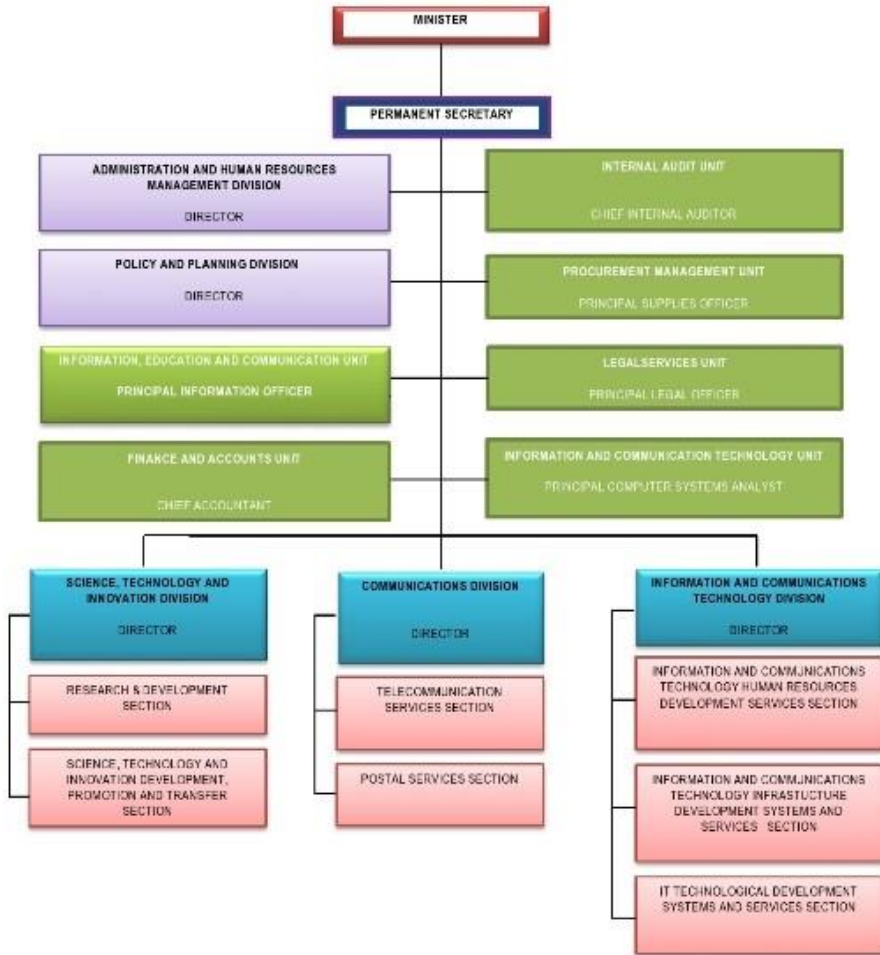 MINISTER
PERMANENT SECRETARY
ADMINISTRATION AND HUMAN RESOURCES
MANAGEMENT DIVISION
DIRECTOR
INTERNAL AUDIT UNIT
CHIEF INTERNAL AUDITOR
POLICY AND PLANNING DIVISION
DIRECTOR
PROCUREMENT MANAGEMENT UNIT
PRINCIPAL SUPPLIES OFFICER
INFORMATION, EDUCATION AND COMMUNICATION UNIT
PRINCIPAL INFORMATION OFFICER
LEGALSERVICES UNIT
PRINCIPAL LEGAL OFFICER
FINANCE AND ACCOUNTS UNIT
CHIEF ACCOUNTANT
INFORMATION AND COMMUNICATION TECHNOLOGY UNIT
PRINCIPAL COMPUTER SYSTEMS ANALYST
SCIENCE, TECHNOLOGY AND
INNOVATION DIVISION
DIRECTOR
RESEARCH & DEVELOPMENT
SECTION
SCIENCE, TECHNOLOGY AND
INNOVATION DEVELOPMENT,
PROMOTION AND TRANSFER
SECTION
COMMUNICATIONS DIVISION
DIRECTOR
TELECOMMUNICATION
SERVICES SECTION
POSTAL SERVICES SECTION
INFORMATION AND COMMUNICATIONS
TECHNOLOGY DIVISION
DIRECTOR
INFORMATION AND COMMUNICATIONS
TECHNOLOGY HUMAN RESOURCES
DEVELOPMENT SERVICES SECTION
INFORMATION AND COMMUNICATIONS
TECHNOLOGY INFRASTUCTURE
DEVELOPMENT SYSTEMS AND
SERVICES SECTION
IT TECHNOLOGICAL DEVELOPMENT
SYSTEMS AND SERVICES SECTION